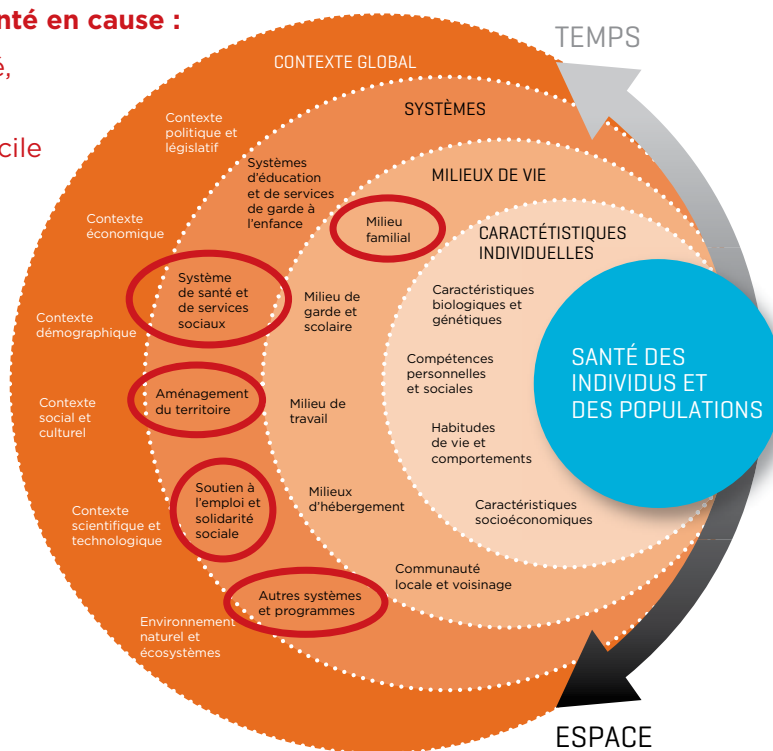 nté en cause :
é,
cile
TEMPS
CONTEXTE GLOBAL
SYSTÈMES
MILIEUX DE VIE
CARACTÉTISTIQUES
INDIVIDUELLES
Contexte
politique et
législatif
Contexte
économique
Contexte
démographique
Contexte
social et
culturel
Contexte
scientifique et
technologique
Environnement
naturel et
écosystèmes
Systèmes
d'éducation
et de services
de garde à
l'enfance
Système
de santé et
de services
sociaux
Aménagement
du territoire
Soutien à
l'emploi et
solidarité
sociale
Autres systèmes
et programmes
Milieu
familial
Milieu de
garde et
scolaire
Milieu de
travail
Milieux
d'hébergement
Communauté
locale et voisinage
Caractéristiques
biologiques et
génétiques
Compétences
personnelles
et sociales
Habitudes
de vie et
comportements
Caractéristiques
socioéconomiques
SANTÉ DES
INDIVIDUS ET
DES POPULATIONS
ESPACE